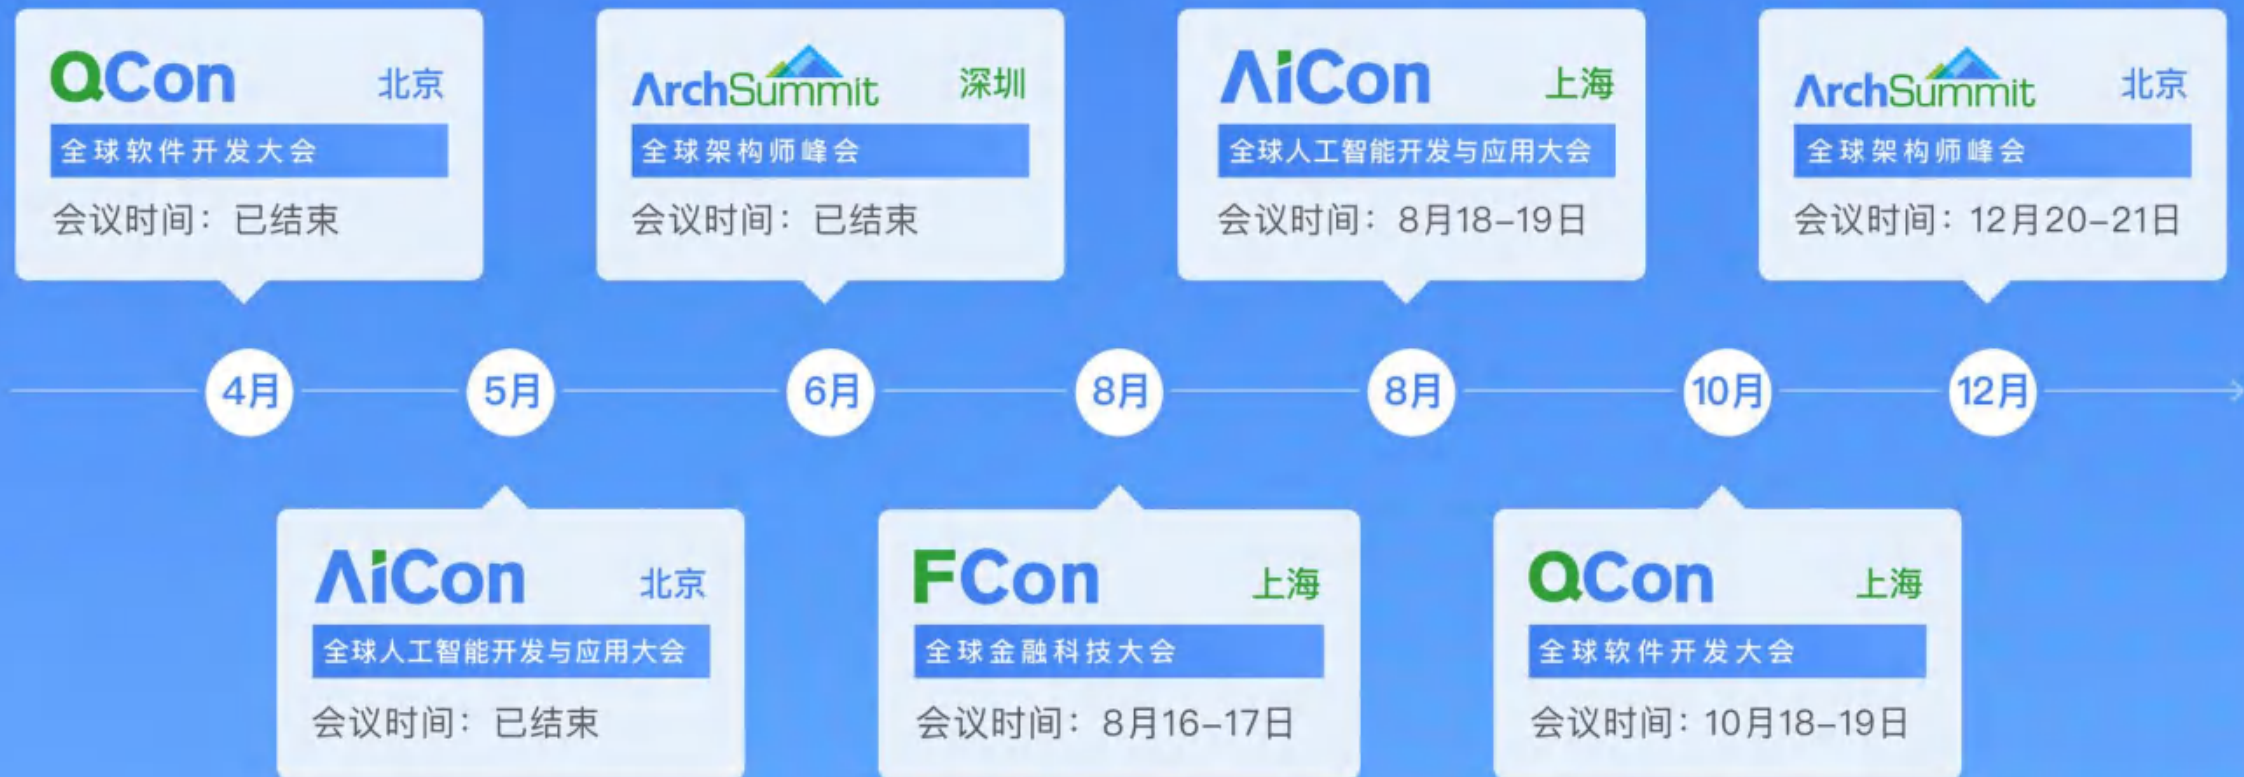 QCon 北京
全球软件开发大会
会议时间：已结束
ArchSummit 深圳
全球架构师峰会
会议时间：已结束
AiCon 上海
全球人工智能开发与应用大会
会议时间：8月18-19日
ArchSummit 北京
全球架构师峰会
会议时间：12月20-21日
4月 5月 6月 8月 8月 10月 12月
AiCon 北京
全球人工智能开发与应用大会
会议时间：已结束
FCon 上海
全球金融科技大会
会议时间：8月16-17日
QCon 上海
全球软件开发大会
会议时间：10月18-19日